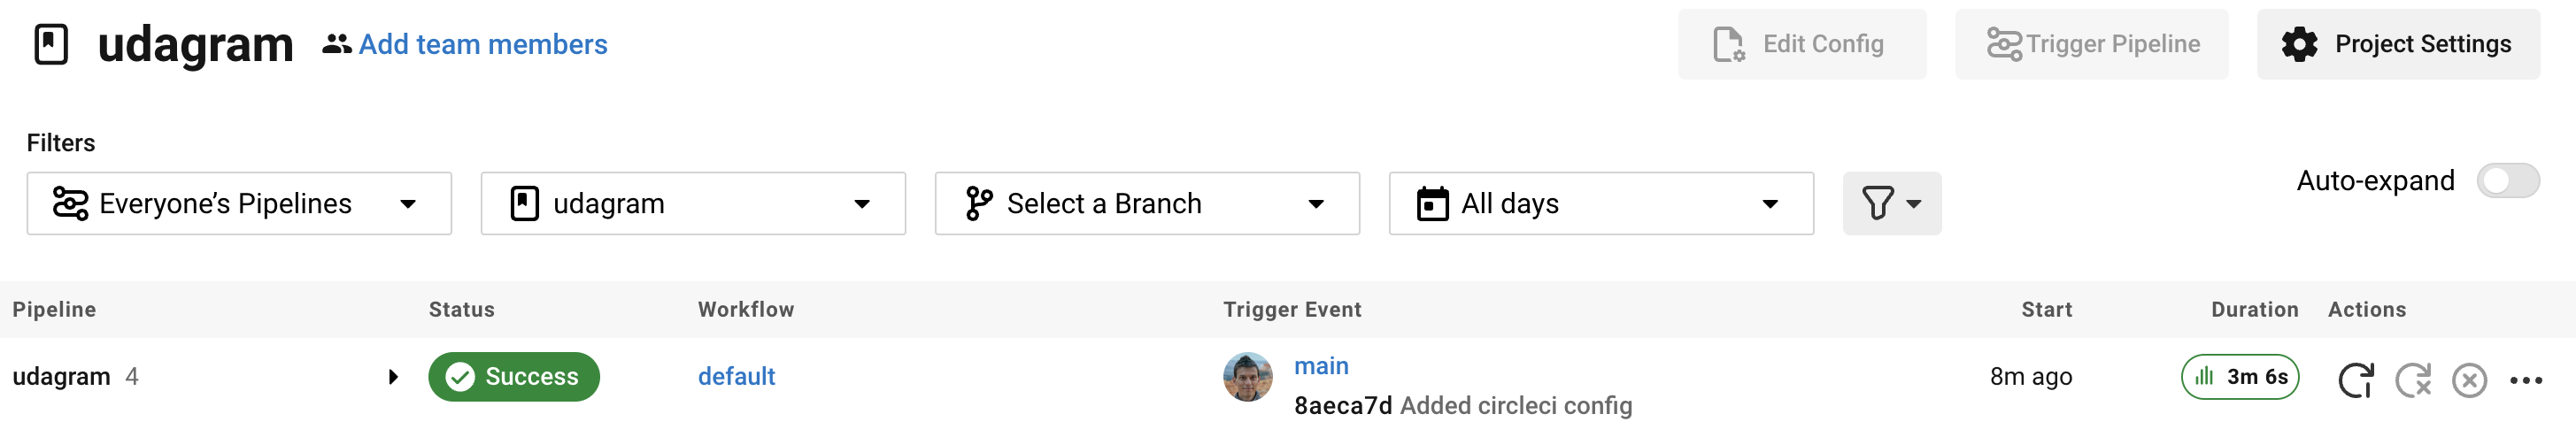 udagram Add team members Edit Config Trigger Pipeline Project Settings
Filters
Everyone’s Pipelines udagram Select a Branch All days Auto-expand
Pipeline Status Workflow Trigger Event Start Duration Actions
udagram 4 Success default main 8m ago 3m 6s
8aeca7d Added circleci config